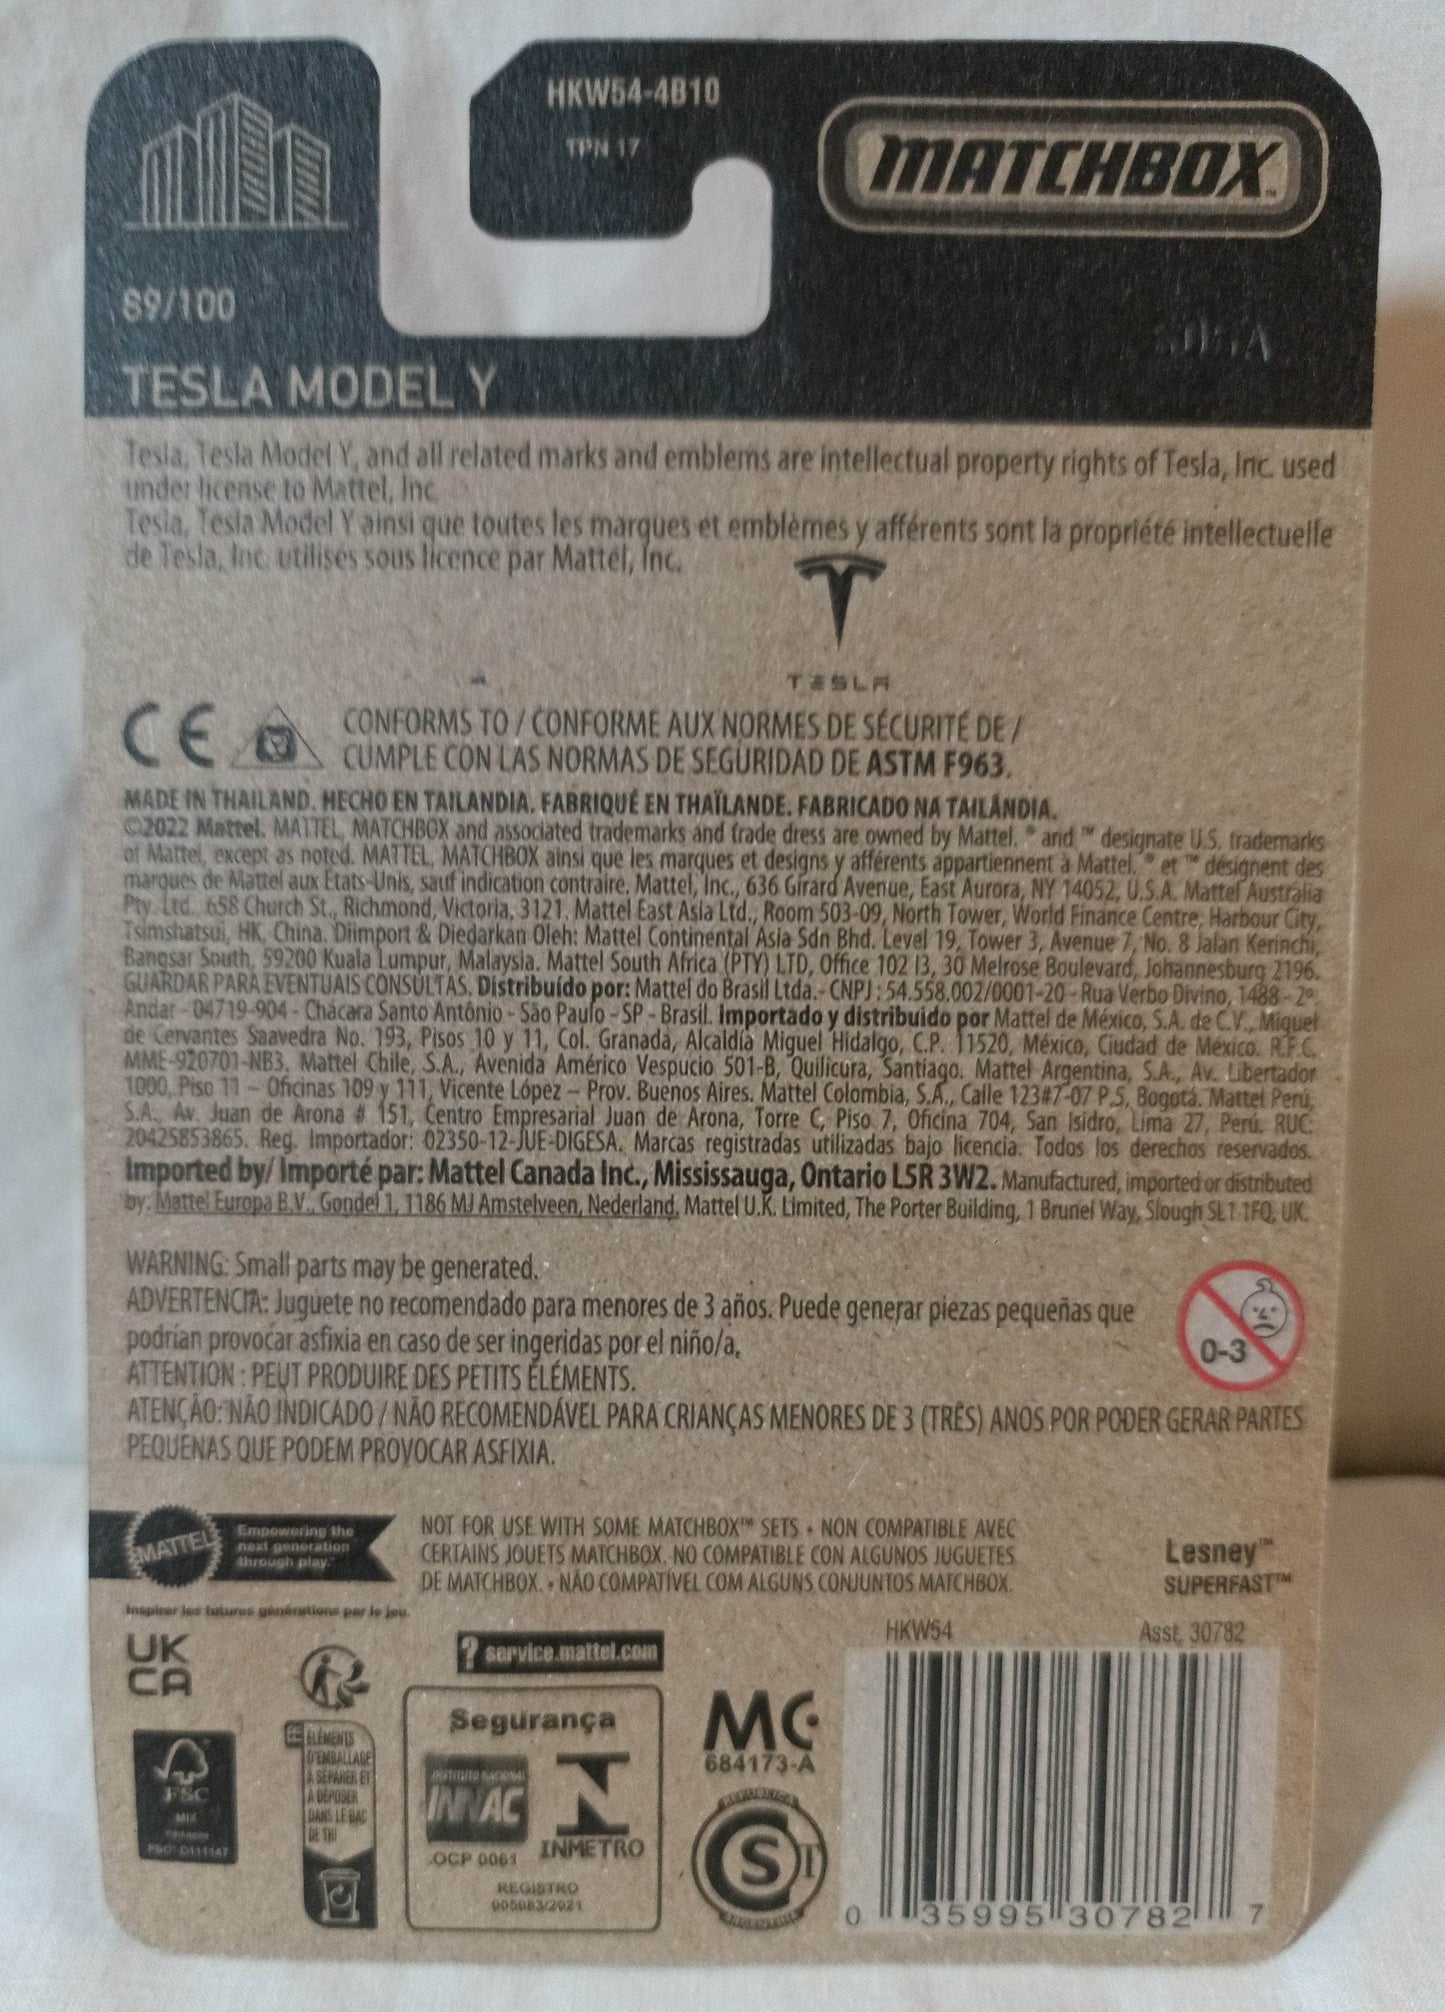 HKW54-4B10
TPN 17
MATCHBOX™
89/100
TESLA MODEL Y
Tesla, Tesla Model Y, and all related marks and emblems are intellectual property rights of Tesla, Inc. used
under license to Mattel, Inc
Tesla, Tesla Model Y ainsi que toutes les marques et emblèmes y afférents sont la propriété intellectuelle
de Tesla, Inc. utilisés sous licence par Mattel, Inc.
TESLA
CE CONFORMS TO / CONFORME AUX NORMES DE SÉCURITÉ DE /
CUMPLE CON LAS NORMAS DE SEGURIDAD DE ASTM F963.
MADE IN THAILAND. HECHO EN TAILANDIA. FABRIQUÉ EN THAÏLANDE. FABRICADO NA TAILÂNDIA.
©2022 Mattel. MATTEL, MATCHBOX and associated trademarks and trade dress are owned by Mattel. ® and ™ designate U.S. trademarks
of Mattel, except as noted. MATTEL, MATCHBOX ainsi que les marques et designs y afférents appartiennent à Mattel. ® et ™ désignent des
marques de Mattel aux États-Unis, sauf indication contraire. Mattel, Inc., 636 Girard Avenue, East Aurora, NY 14052, U.S.A. Mattel Australia
Pty. Ltd. 658 Church St., Richmond, Victoria, 3121. Mattel East Asia Ltd., Room 503-09, North Tower, World Finance Centre, Harbour City,
Tsimshatsui, HK, China. Diimport & Diedarkan Oleh: Mattel Continental Asia Sdn Bhd. Level 19, Tower 3, Avenue 7, No. 8 Jalan Kerinchi,
Bangsar South, 59200 Kuala Lumpur, Malaysia. Mattel South Africa (PTY) LTD, Office 102 I3, 30 Melrose Boulevard, Johannesburg 2196.
GUARDAR PARA EVENTUAIS CONSULTAS. Distribuído por: Mattel do Brasil Ltda.- CNPJ : 54.558.002/0001-20 - Rua Verbo Divino, 1488 - 2º.
Andar - 04719-904 - Chácara Santo Antônio - São Paulo - SP - Brasil. Importado y distribuido por Mattel de México, S.A. de C.V., Miguel
de Cervantes Saavedra No. 193, Pisos 10 y 11, Col. Granada, Alcaldía Miguel Hidalgo, C.P. 11520, México, Ciudad de México. R.F.C.
MME-920701-NB3. Mattel Chile, S.A., Avenida Américo Vespucio 501-B, Quilicura, Santiago. Mattel Argentina, S.A., Av. Libertador
1000, Piso 11 – Oficinas 109 y 111, Vicente López – Prov. Buenos Aires. Mattel Colombia, S.A., Calle 123#7-07 P.5, Bogotá. Mattel Perú,
S.A., Av. Juan de Arona # 151, Centro Empresarial Juan de Arona, Torre C, Piso 7, Oficina 704, San Isidro, Lima 27, Perú. RUC:
20425853865. Reg. Importador: 02350-12-JUE-DIGESA. Marcas registradas utilizadas bajo licencia. Todos los derechos reservados.
Imported by/ Importé par: Mattel Canada Inc., Mississauga, Ontario L5R 3W2. Manufactured, imported or distributed
by: Mattel Europa B.V., Gondel 1, 1186 MJ Amstelveen, Nederland. Mattel U.K. Limited, The Porter Building, 1 Brunel Way, Slough SL1 1FQ, UK.
WARNING: Small parts may be generated.
ADVERTENCIA: Juguete no recomendado para menores de 3 años. Puede generar piezas pequeñas que
podrían provocar asfixia en caso de ser ingeridas por el niño/a.
0-3
ATTENTION : PEUT PRODUIRE DES PETITS ÉLÉMENTS.
ATENÇÃO: NÃO INDICADO / NÃO RECOMENDÁVEL PARA CRIANÇAS MENORES DE 3 (TRÊS) ANOS POR PODER GERAR PARTES
PEQUENAS QUE PODEM PROVOCAR ASFIXIA.
MATTEL
Empowering the
next generation
through play.™
Inspirer les futures générations par le jeu.
NOT FOR USE WITH SOME MATCHBOX™ SETS • NON COMPATIBLE AVEC
CERTAINS JOUETS MATCHBOX. NO COMPATIBLE CON ALGUNOS JUGUETES
DE MATCHBOX. • NÃO COMPATÍVEL COM ALGUNS CONJUNTOS MATCHBOX.
Lesney™
SUPERFAST™
HKW54
Asst. 30782
UK
CA
? service.mattel.com
FSC
MIX
FR
ÉLÉMENTS
D'EMBALLAGE
À SÉPARER ET
À DÉPOSER
DANS LE BAC
DE TRI
Segurança
INSTITUTO NACIONAL
INNAC
OCP 0061
INMETRO
REGISTRO
005083/2021
MC
684173-A
REPUBLICA
CSI
ARGENTINA
0 35995 30782 7